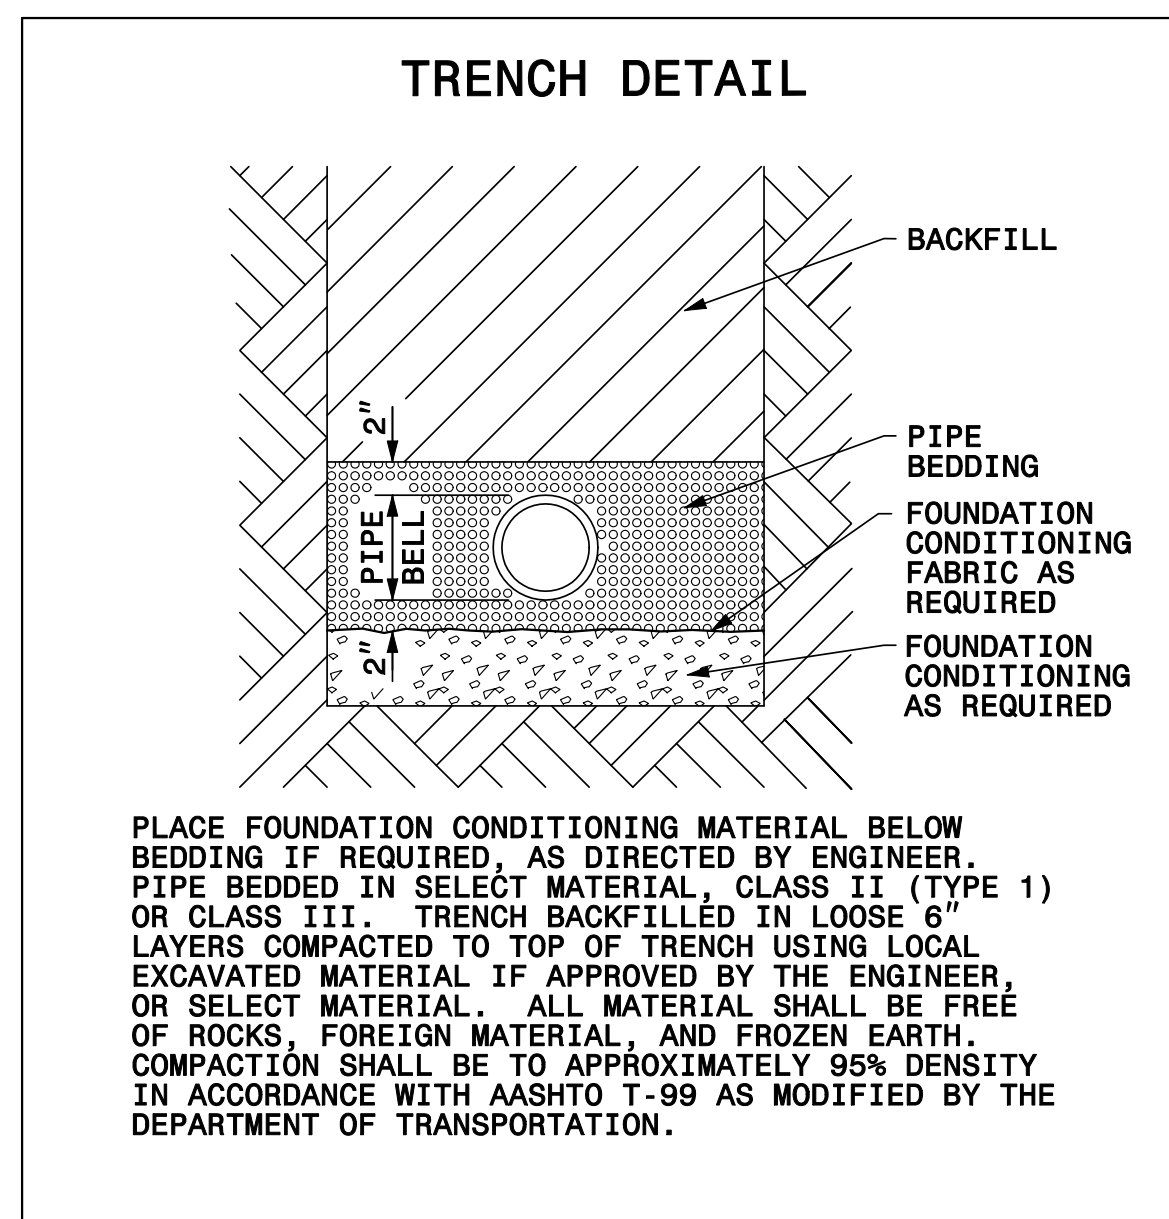 TRENCH DETAIL
BACKFILL
2"
PIPE
BEDDING
PIPE
BELL
FOUNDATION
CONDITIONING
FABRIC AS
REQUIRED
2"
FOUNDATION
CONDITIONING
AS REQUIRED
PLACE FOUNDATION CONDITIONING MATERIAL BELOW
BEDDING IF REQUIRED, AS DIRECTED BY ENGINEER.
PIPE BEDDED IN SELECT MATERIAL, CLASS II (TYPE 1)
OR CLASS III. TRENCH BACKFILLED IN LOOSE 6"
LAYERS COMPACTED TO TOP OF TRENCH USING LOCAL
EXCAVATED MATERIAL IF APPROVED BY THE ENGINEER,
OR SELECT MATERIAL. ALL MATERIAL SHALL BE FREE
OF ROCKS, FOREIGN MATERIAL, AND FROZEN EARTH.
COMPACTION SHALL BE TO APPROXIMATELY 95% DENSITY
IN ACCORDANCE WITH AASHTO T-99 AS MODIFIED BY THE
DEPARTMENT OF TRANSPORTATION.